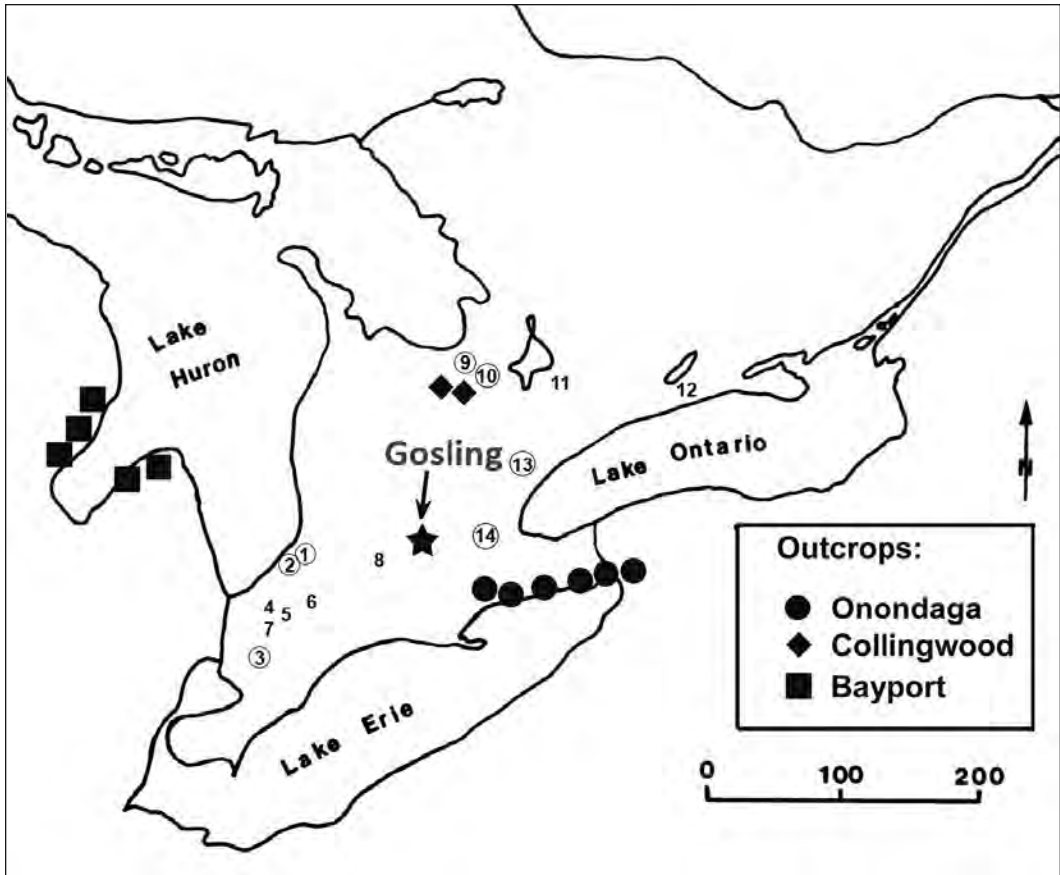 Lake
Huron
9
10
11
12
Gosling
13
Lake Ontario
N
14
1
2
8
4
5
6
7
3
Lake Erie
Outcrops:
Onondaga
Collingwood
Bayport
0 100 200